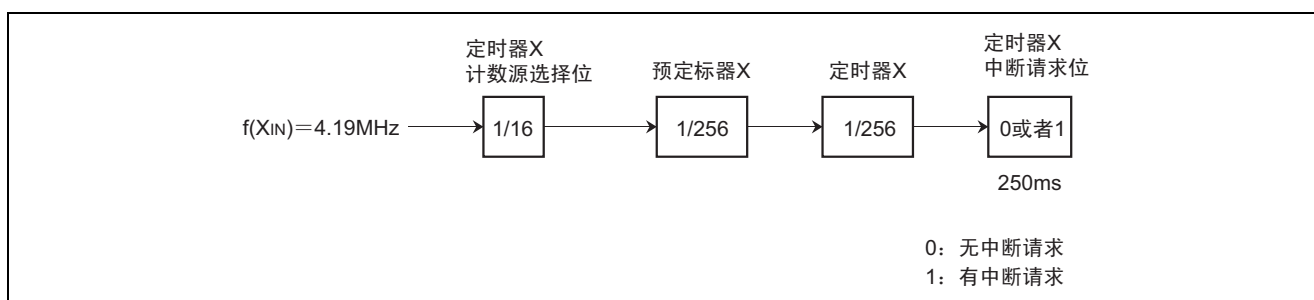 定时器X
计数源选择位
预定标器X
定时器X
定时器X
中断请求位
f(XIN)=4.19MHz
1/16
1/256
1/256
0或者1
250ms
0：无中断请求
1：有中断请求